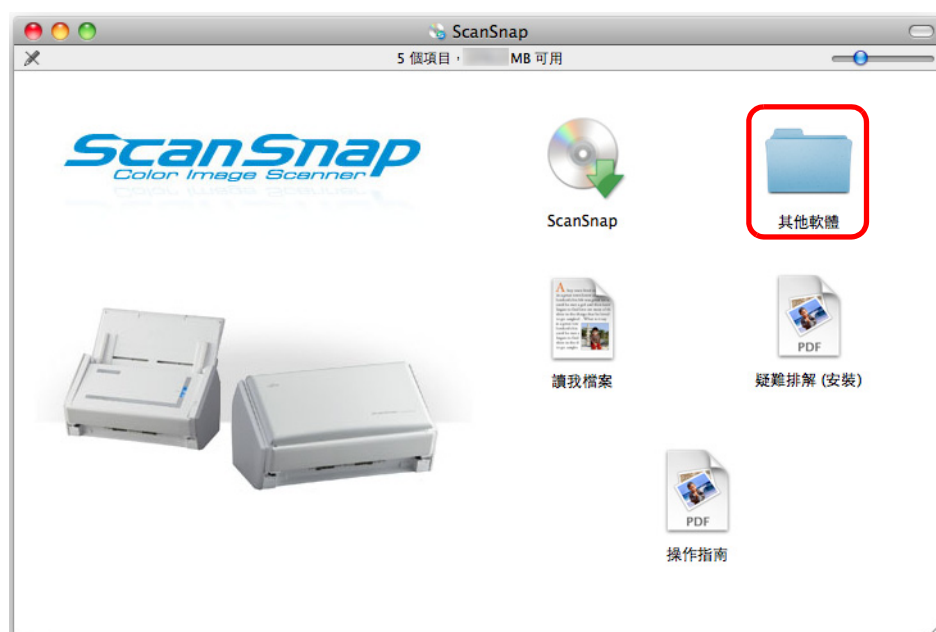 ScanSnap
5 個項目， MB 可用
ScanSnap
Color Image Scanner
ScanSnap
其他軟體
讀我檔案
PDF
疑難排解 (安裝)
PDF
操作指南